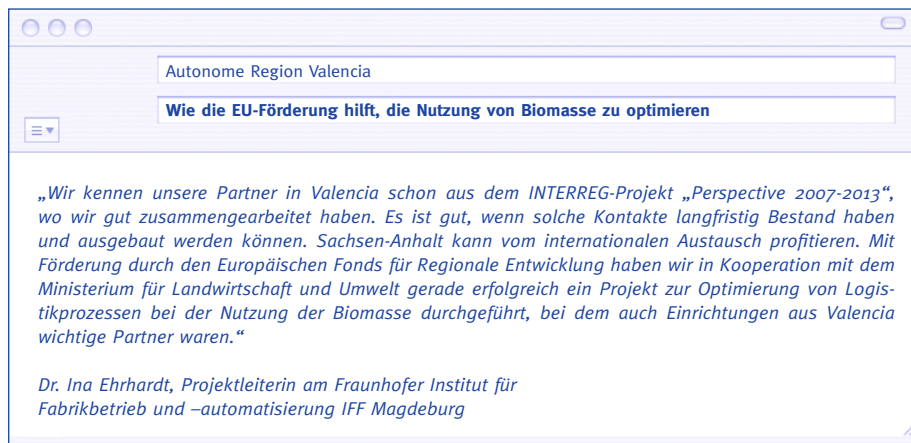 Autonome Region Valencia
Wie die EU-Förderung hilft, die Nutzung von Biomasse zu optimieren
„Wir kennen unsere Partner in Valencia schon aus dem INTERREG-Projekt „Perspective 2007-2013“,
wo wir gut zusammengearbeitet haben. Es ist gut, wenn solche Kontakte langfristig Bestand haben
und ausgebaut werden können. Sachsen-Anhalt kann vom internationalen Austausch profitieren. Mit
Förderung durch den Europäischen Fonds für Regionale Entwicklung haben wir in Kooperation mit dem
Ministerium für Landwirtschaft und Umwelt gerade erfolgreich ein Projekt zur Optimierung von Logis-
tikprozessen bei der Nutzung der Biomasse durchgeführt, bei dem auch Einrichtungen aus Valencia
wichtige Partner waren.“
Dr. Ina Ehrhardt, Projektleiterin am Fraunhofer Institut für
Fabrikbetrieb und –automatisierung IFF Magdeburg